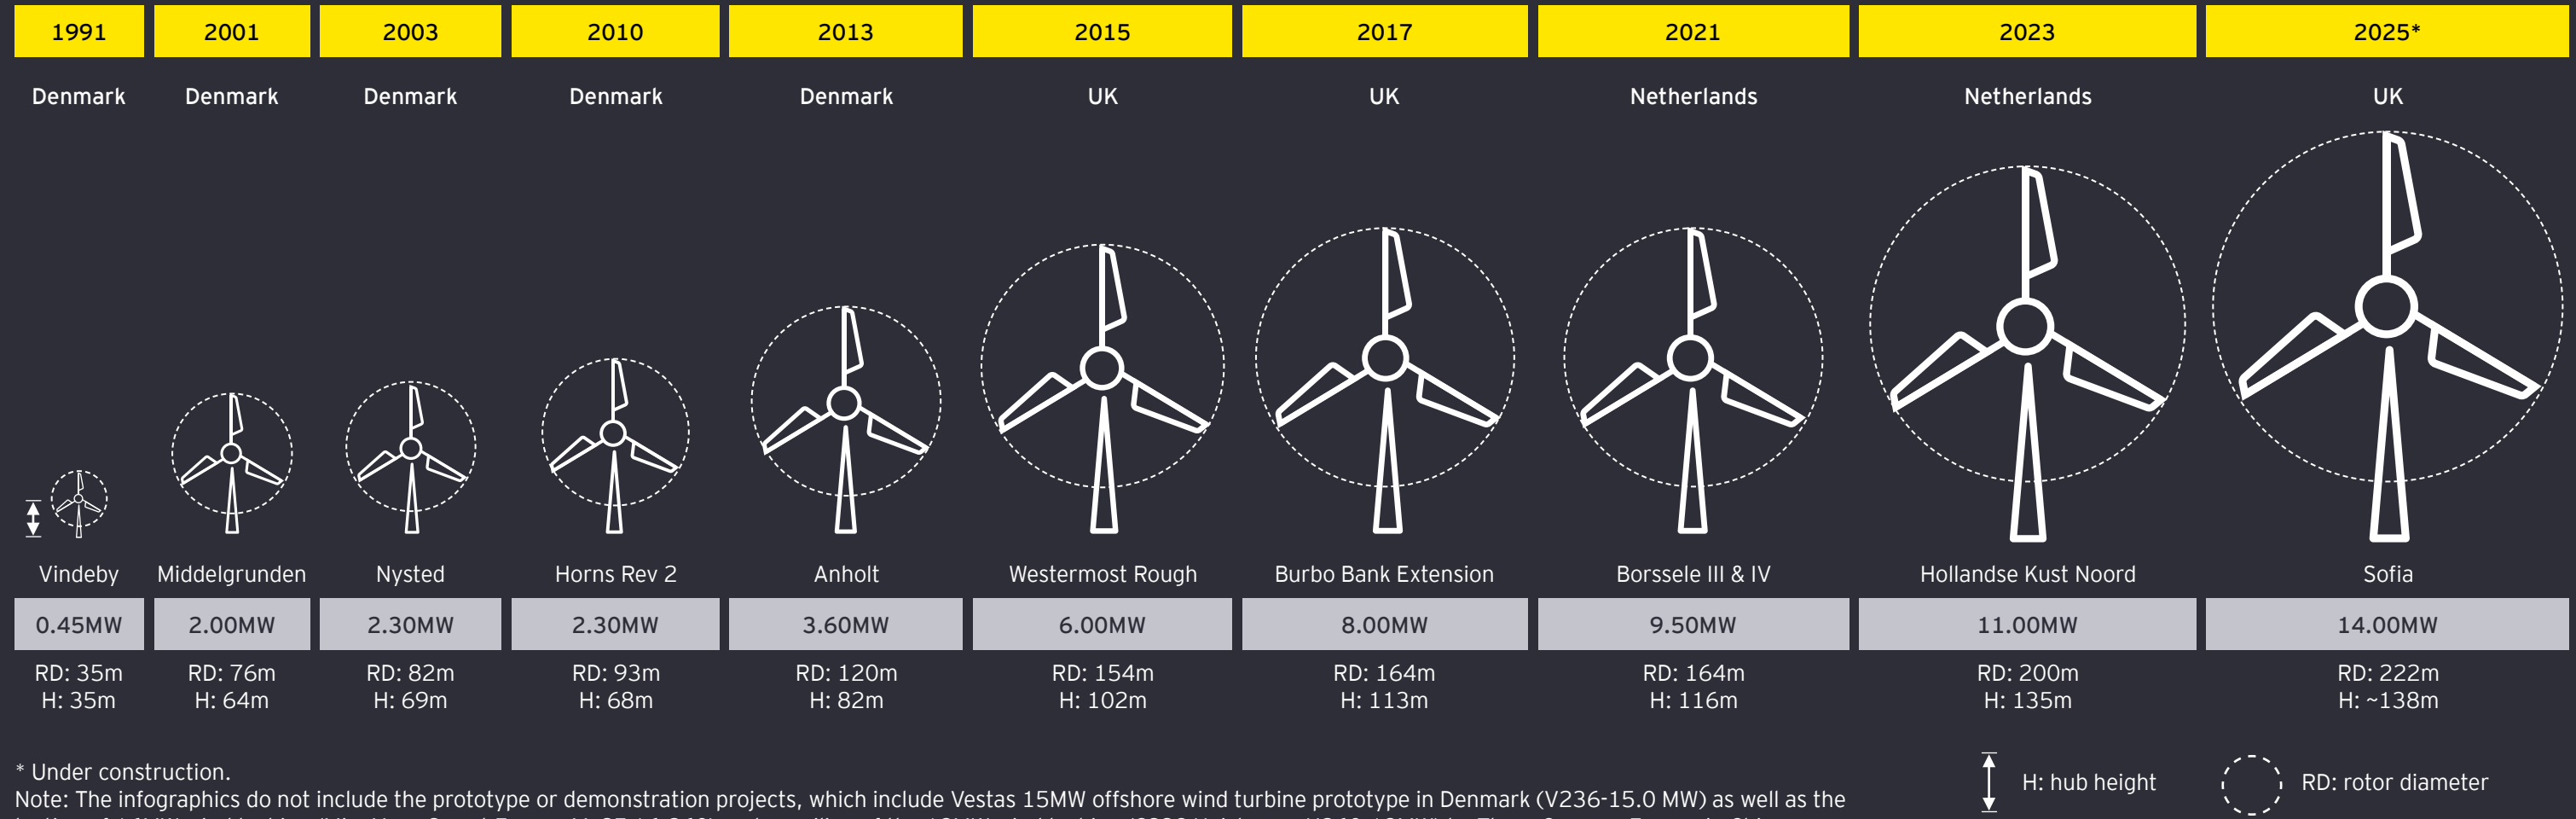 1991 2001 2003 2010 2013 2015 2017 2021 2023 2025*
Denmark Denmark Denmark Denmark Denmark UK UK Netherlands Netherlands UK
Vindeby Middelgrunden Nysted Horns Rev 2 Anholt Westermost Rough Burbo Bank Extension Borssele III & IV Hollandse Kust Noord Sofia
0.45MW 2.00MW 2.30MW 2.30MW 3.60MW 6.00MW 8.00MW 9.50MW 11.00MW 14.00MW
RD: 35m RD: 76m RD: 82m RD: 93m RD: 120m RD: 154m RD: 164m RD: 164m RD: 200m RD: 222m
H: 35m H: 64m H: 69m H: 68m H: 82m H: 102m H: 113m H: 116m H: 135m H: ~138m
* Under construction.
H: hub height RD: rotor diameter
Note: The infographics do not include the prototype or demonstration projects, which include Vestas 15MW offshore wind turbine prototype in Denmark (V236-15.0 MW) as well as the